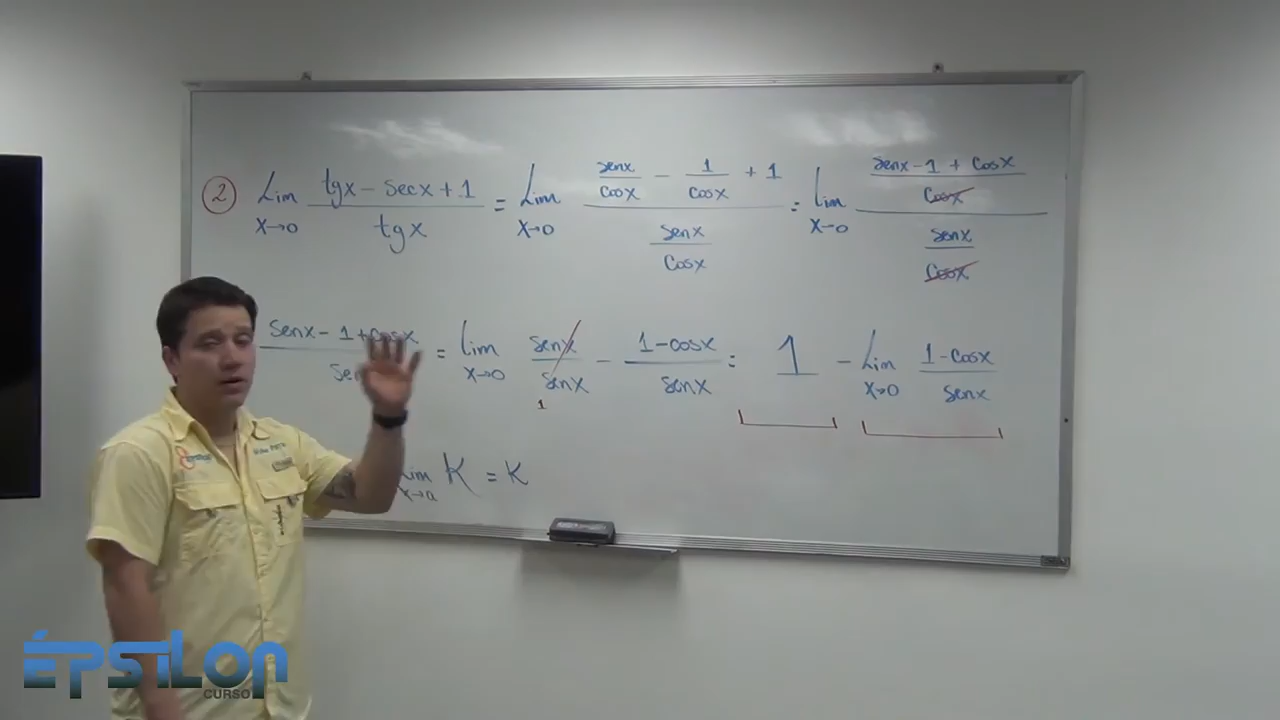 2 Lim x→0 (tgx - secx + 1)/(tgx) = Lim x→0 (senx/cosx - 1/cosx + 1)/(senx/cosx) = Lim x→0 ((senx - 1 + cosx)/cosx)/(senx/cosx)
(senx - 1 + cosx)/ = Lim x→0 senx/senx 1 - (1-cosx)/senx = 1 - Lim x→0 (1-cosx)/senx
x→a K = K
ÉPSILON
CURSO